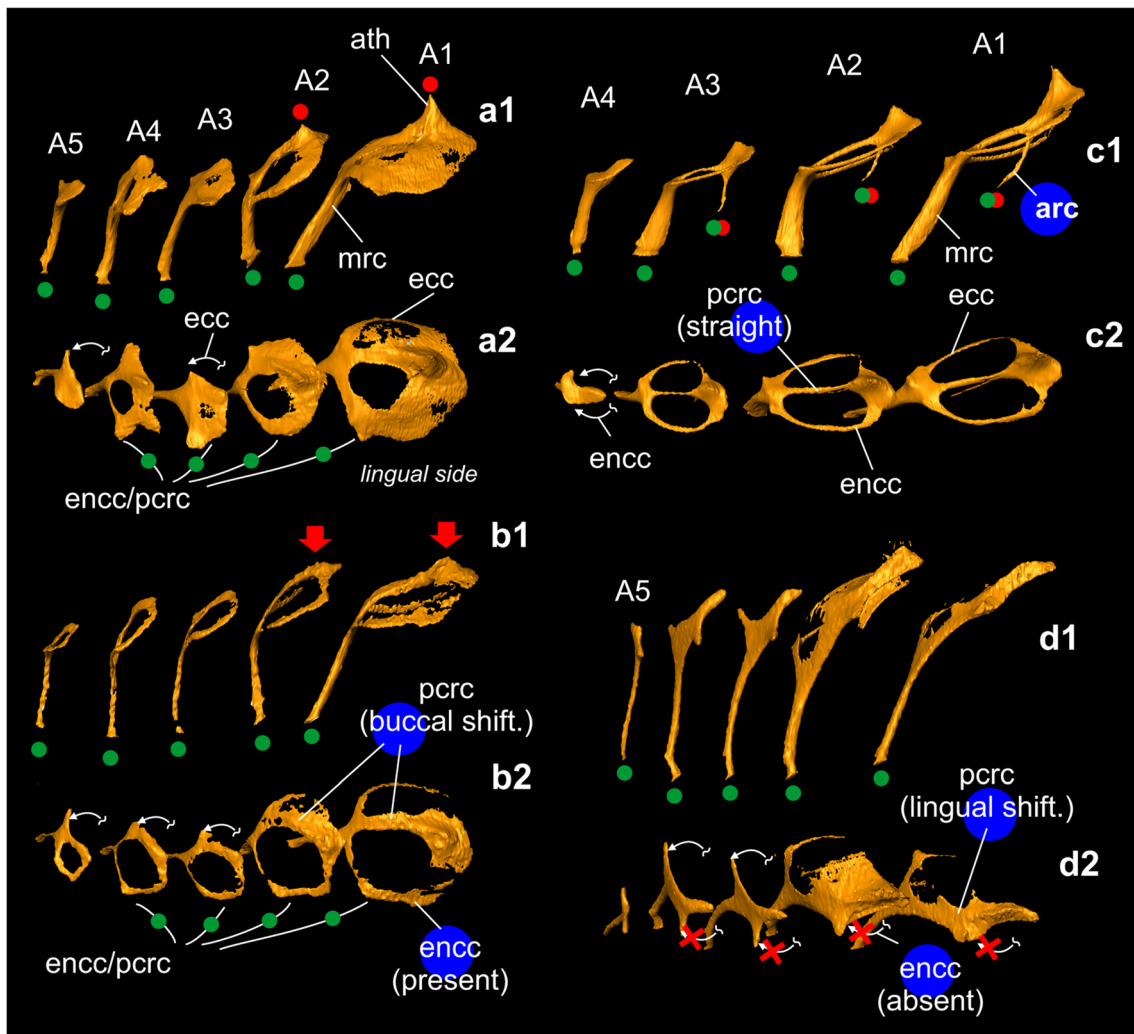 ath
A1
A2
A3
A4
A5
a1
mrc
ecc
ecc
a2
lingual side
encc/pcrc
A1
A2
A3
A4
c1
arc
mrc
pcrc
(straight)
ecc
c2
encc
encc
b1
pcrc
(buccal shift.)
b2
encc/pcrc
encc
(present)
A5
d1
pcrc
(lingual shift.)
d2
encc
(absent)